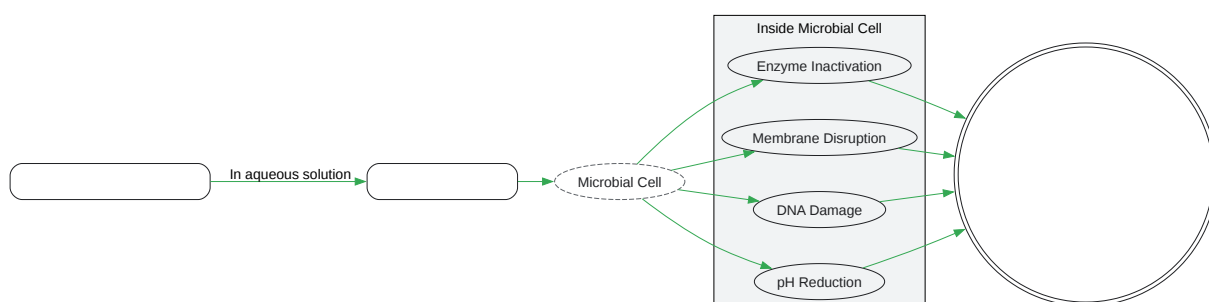 Inside Microbial Cell
Enzyme Inactivation
Membrane Disruption
In aqueous solution
Microbial Cell
DNA Damage
pH Reduction